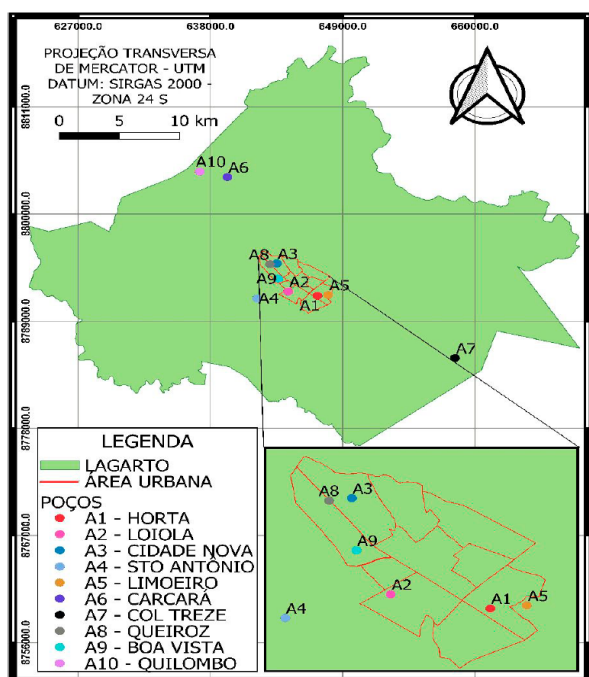 627000.0 638000.0 649000.0 660000.0
PROJEÇÃO TRANSVERSA
DE MERCATOR - UTM
DATUM: SIRGAS 2000 -
ZONA 24 S
0 5 10 km
8811000.0
8800000.0
8789000.0
8778000.0
8767000.0
8756000.0
A10
A6
A8 A3
A9 A2
A4 A1 A5
A7
LEGENDA
LAGARTO
ÁREA URBANA
POÇOS
A1 - HORTA
A2 - LOIOLA
A3 - CIDADE NOVA
A4 - STO ANTÔNIO
A5 - LIMOEIRO
A6 - CARCARÁ
A7 - COL TREZE
A8 - QUEIROZ
A9 - BOA VISTA
A10 - QUILOMBO
A8 A3
A9
A2
A4 A1 A5